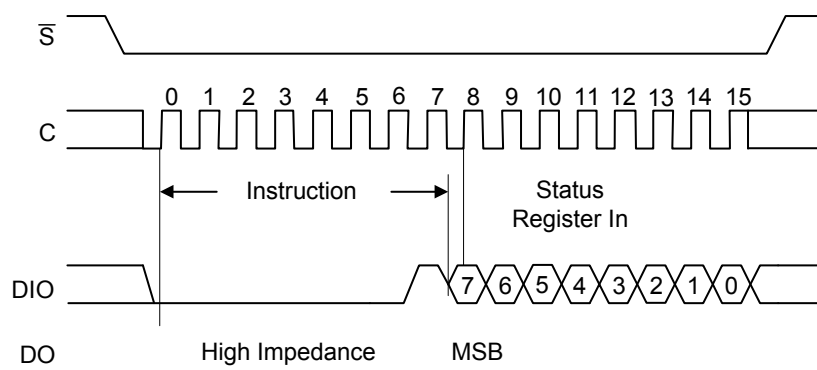 S̅
0 1 2 3 4 5 6 7 8 9 10 11 12 13 14 15
C
Instruction
Status
Register In
DIO
7 6 5 4 3 2 1 0
DO
High Impedance
MSB